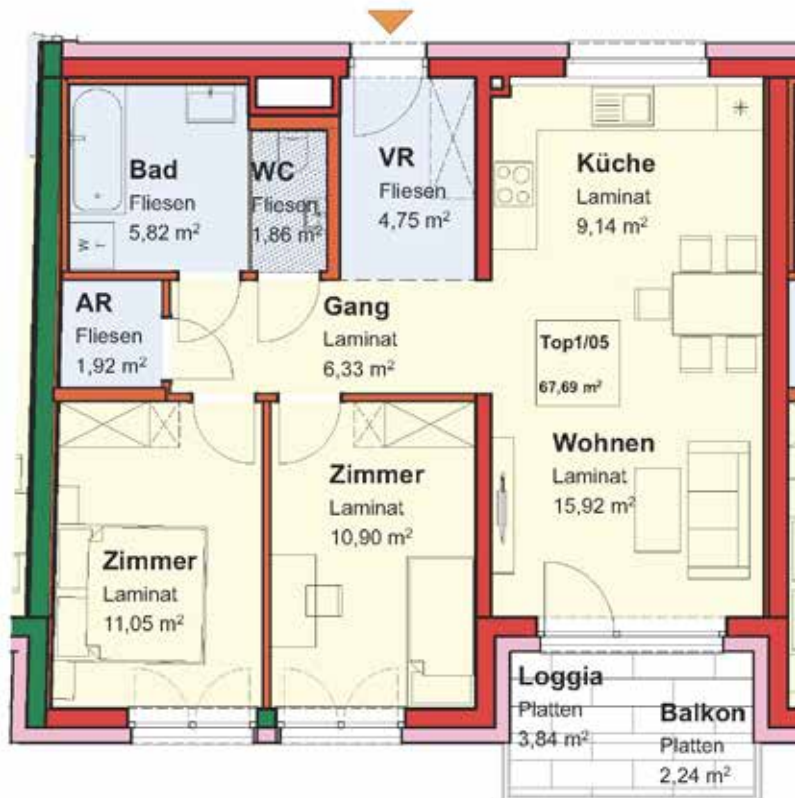 Bad
Fliesen
5,82 m²
WC
Fliesen
1,86 m²
VR
Fliesen
4,75 m²
Küche
Laminat
9,14 m²
W
T
AR
Fliesen
1,92 m²
Gang
Laminat
6,33 m²
Top1/05
67,69 m²
Wohnen
Laminat
15,92 m²
Zimmer
Laminat
11,05 m²
Zimmer
Laminat
10,90 m²
Loggia
Platten
3,84 m²
Balkon
Platten
2,24 m²